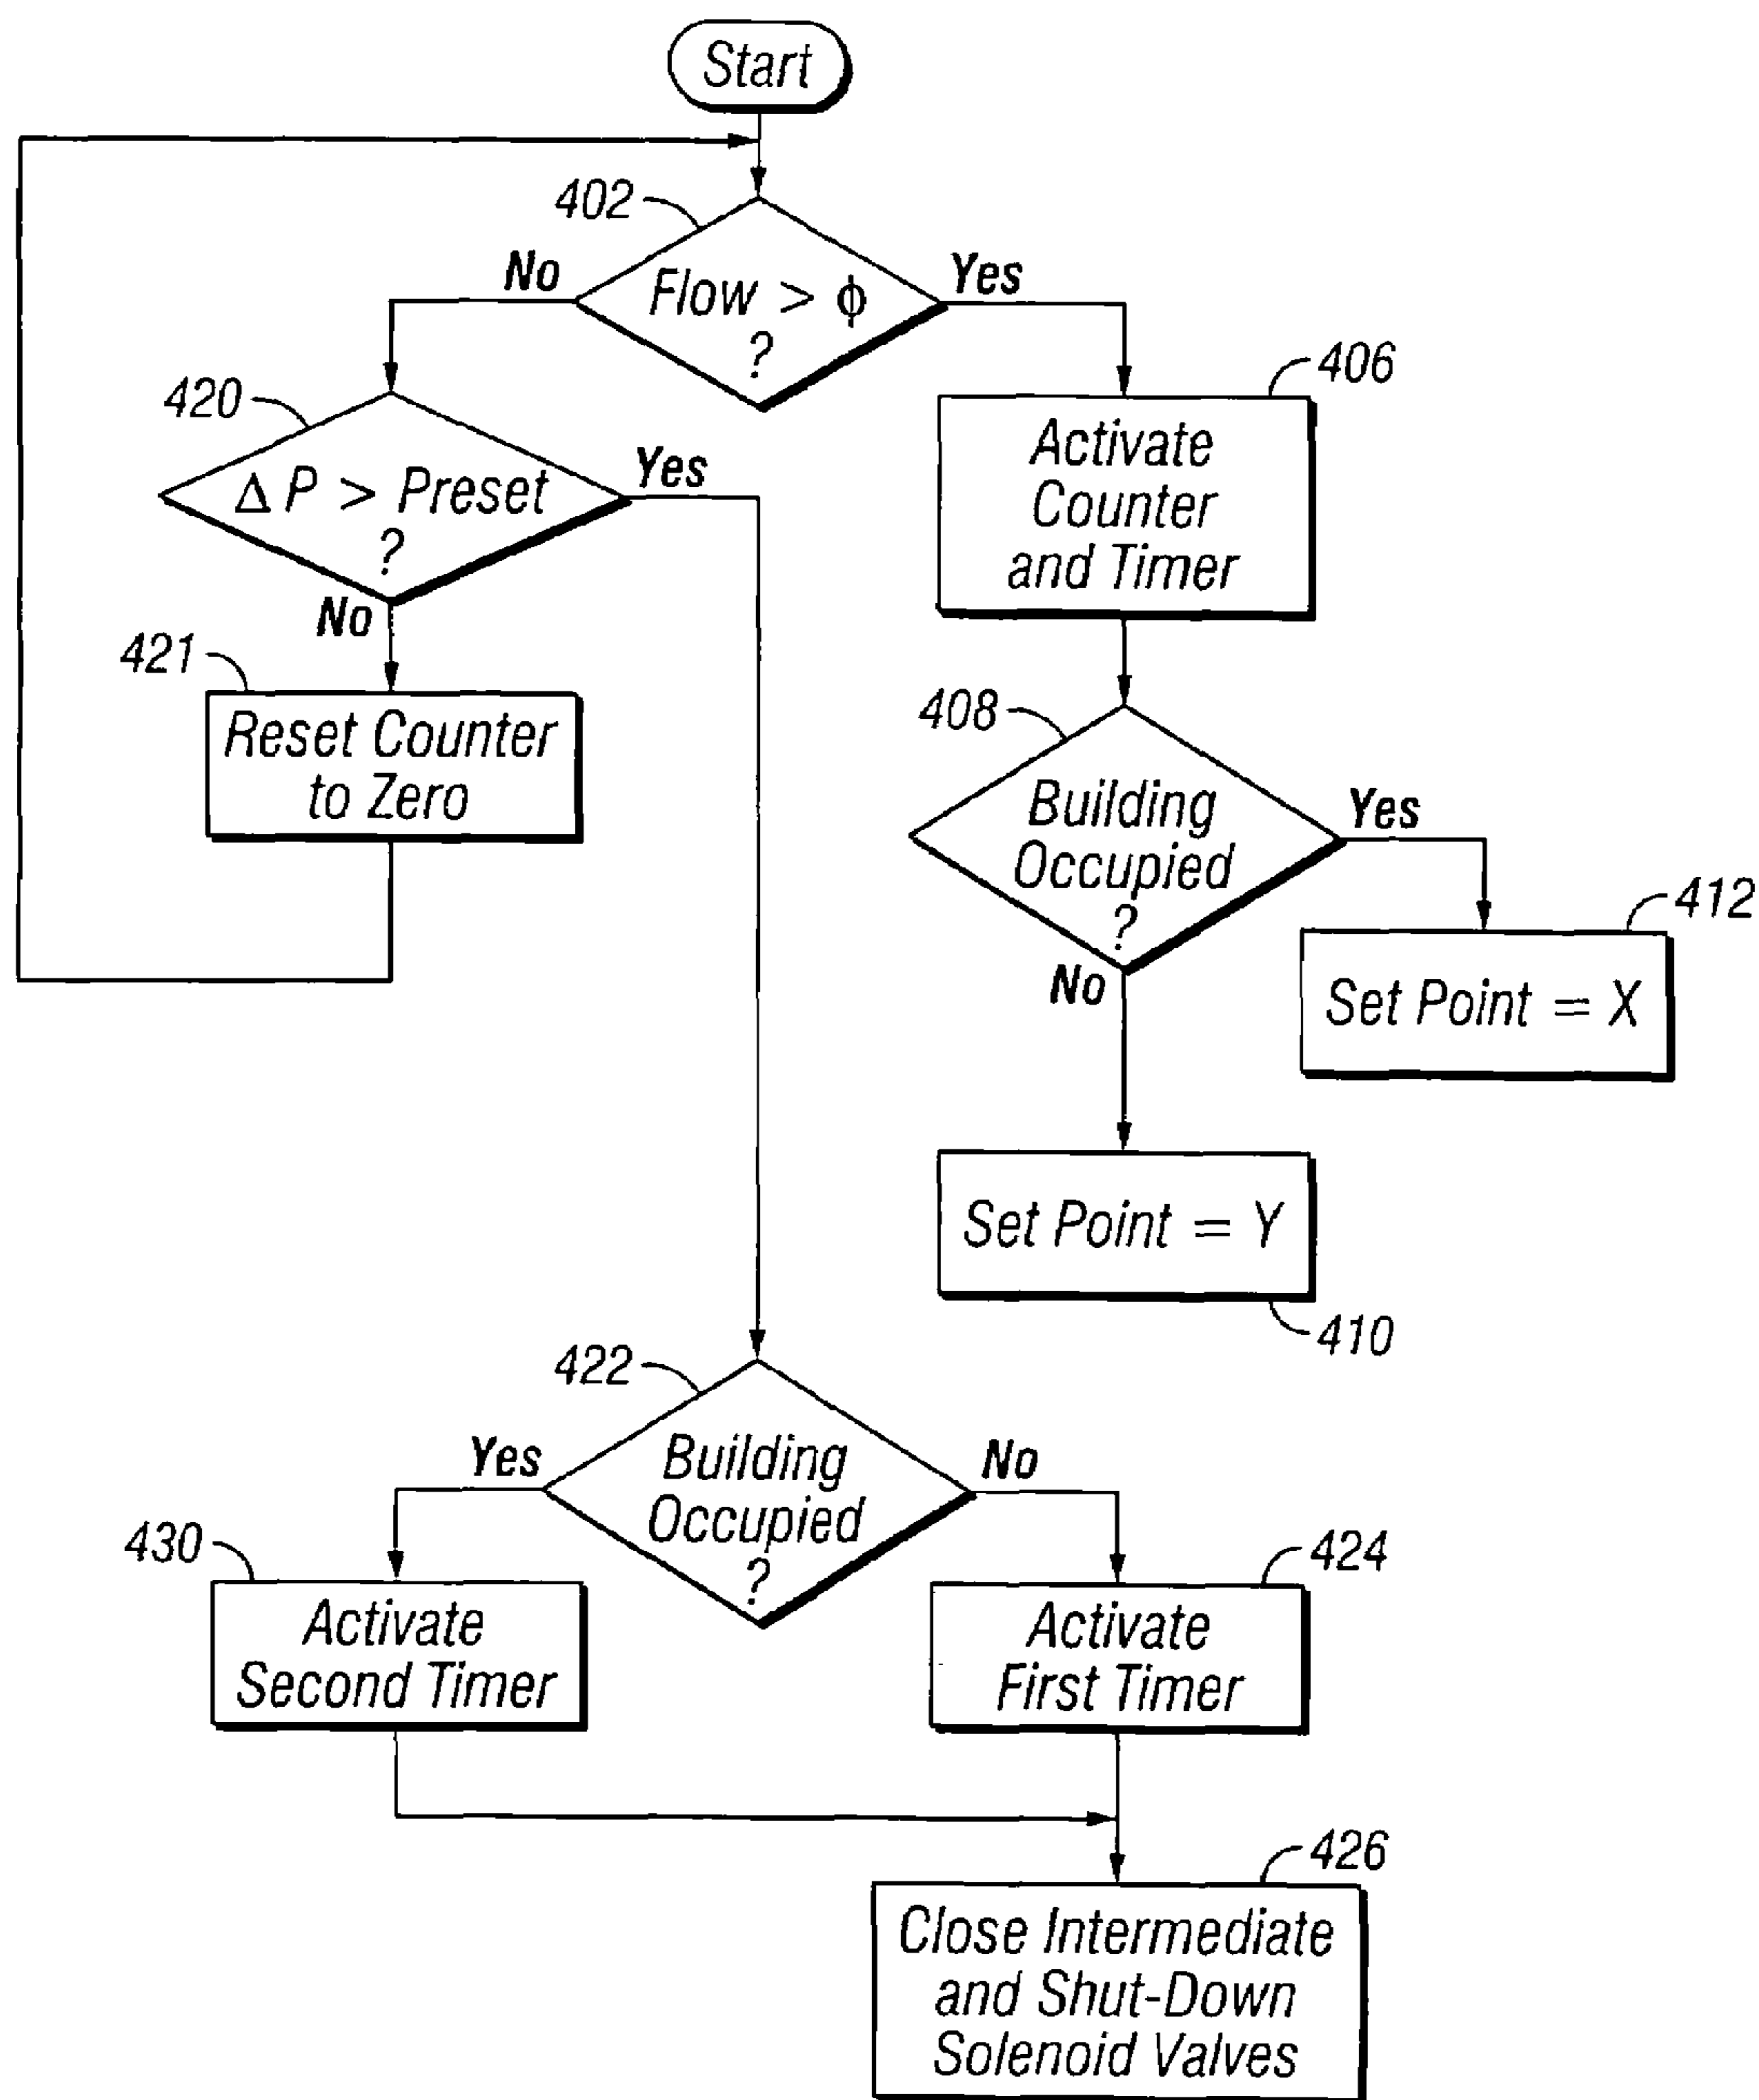 Start
402
No
Flow > ϕ
?
Yes
406
Activate
Counter
and Timer
420
Δ P > Preset
?
Yes
No
421
Reset Counter
to Zero
408
Building
Occupied
?
Yes
No
412
Set Point = X
Set Point = Y
410
422
Building
Occupied
?
Yes
No
430
Activate
Second Timer
424
Activate
First Timer
426
Close Intermediate
and Shut-Down
Solenoid Valves